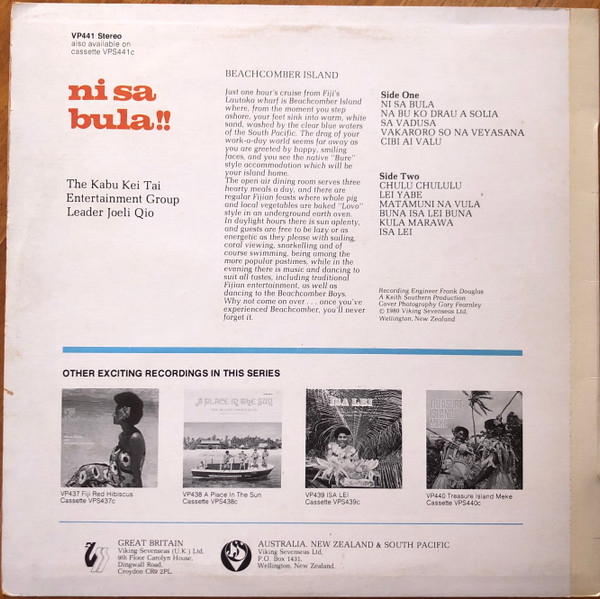 VP441 Stereo
also available on
cassette VPS441c
ni sa
bula!!
The Kabu Kei Tai
Entertainment Group
Leader Joeli Qio
BEACHCOMBER ISLAND
Just one hour's cruise from Fiji's
Lautoka wharf is Beachcomber Island
where, from the moment you step
ashore, your feet sink into warm, white
sand, washed by the clear blue waters
of the South Pacific. The drag of your
work-a-day world seems far away as
you are greeted by happy, smiling
faces, and you see the native "Bure"
style accommodation which will be
your island home.
The open air dining room serves three
hearty meals a day, and there are
regular Fijian feasts where whole pig
and local vegetables are baked "Lovo"
style in an underground earth oven.
In daylight hours there is sun aplenty,
and guests are free to be lazy or as
energetic as they please with sailing,
coral viewing, snorkelling and of
course swimming, being among the
more popular pastimes, while in the
evening there is music and dancing to
suit all tastes, including traditional
Fijian entertainment, as well as
dancing to the Beachcomber Boys.
Why not come on over . . . once you've
experienced Beachcomber, you'll never
forget it.
Side One
NI SA BULA
NA BU KO DRAU A SOLIA
SA VADUSA
VAKARORO SO NA VEYASANA
CIBI AI VALU
Side Two
CHULU CHULULU
LEI YABE
MATAMUNI NA VULA
BUNA ISA LEI BUNA
KULA MARAWA
ISA LEI
Recording Engineer Frank Douglas
A Keith Southern Production
Cover Photography Gary Fearnley
© 1980 Viking Sevenseas Ltd.
Wellington, New Zealand
OTHER EXCITING RECORDINGS IN THIS SERIES
A PLACE IN THE SUN
ISA LEI
TREASURE
ISLAND
MEKE
VP437 Fiji Red Hibiscus
Cassette VPS437c
VP438 A Place In The Sun
Cassette VPS438c
VP439 ISA LEI
Cassette VPS439c
VP440 Treasure Island Meke
Cassette VPS440c
GREAT BRITAIN
Viking Sevenseas (U.K.) Ltd.
9th Floor Carolyn House,
Dingwall Road,
Croydon CR9 2PL.
AUSTRALIA, NEW ZEALAND & SOUTH PACIFIC
Viking Sevenseas Ltd,
P.O. Box 1431,
Wellington, New Zealand.